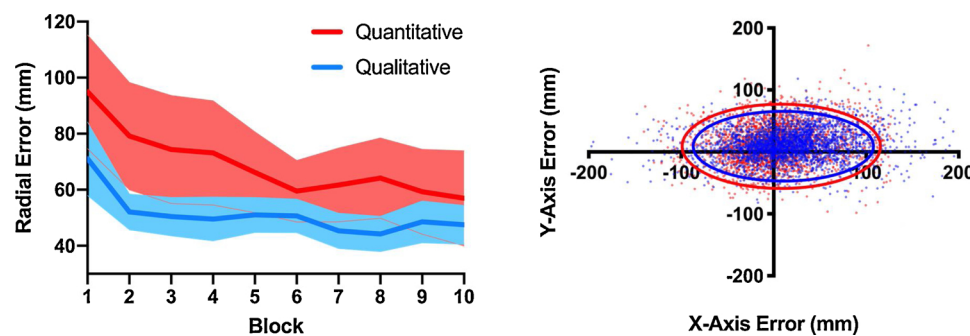 120
100
80
60
40
Radial Error (mm)
1 2 3 4 5 6 7 8 9 10
Block
Quantitative
Qualitative
200
100
-100
-200
Y-Axis Error (mm)
-200 -100 100 200
X-Axis Error (mm)